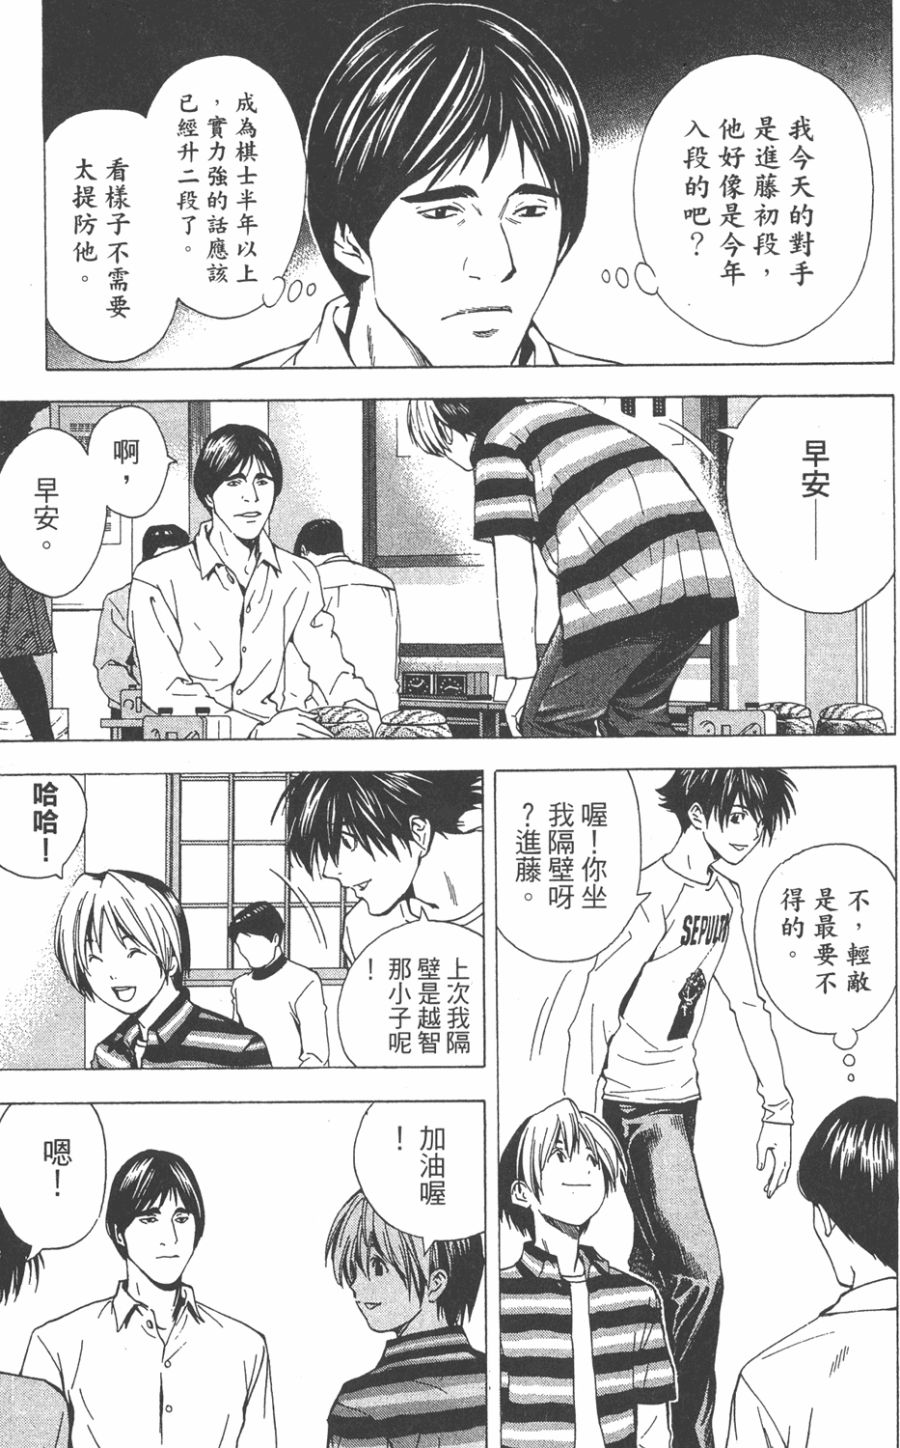 我今天的對手
是進藤初段，
他好像是今年
入段的吧？
成為棋士半年以上
，實力強的話應該
已經升二段了。
看樣子不需要
太提防他。
早安——
啊，
早安。
不，輕敵
是最要不
得的。
喔！你坐
我隔壁呀
？進藤。
SEPULT
上次我隔
壁是越智
那小子呢
！
哈哈！
加油喔
！
嗯！